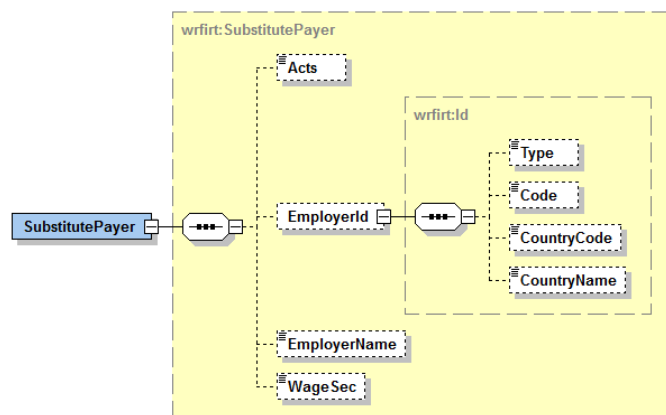 wrfirt:SubstitutePayer
Acts
wrfirt:Id
Type
Code
SubstitutePayer
EmployerId
CountryCode
CountryName
EmployerName
WageSec